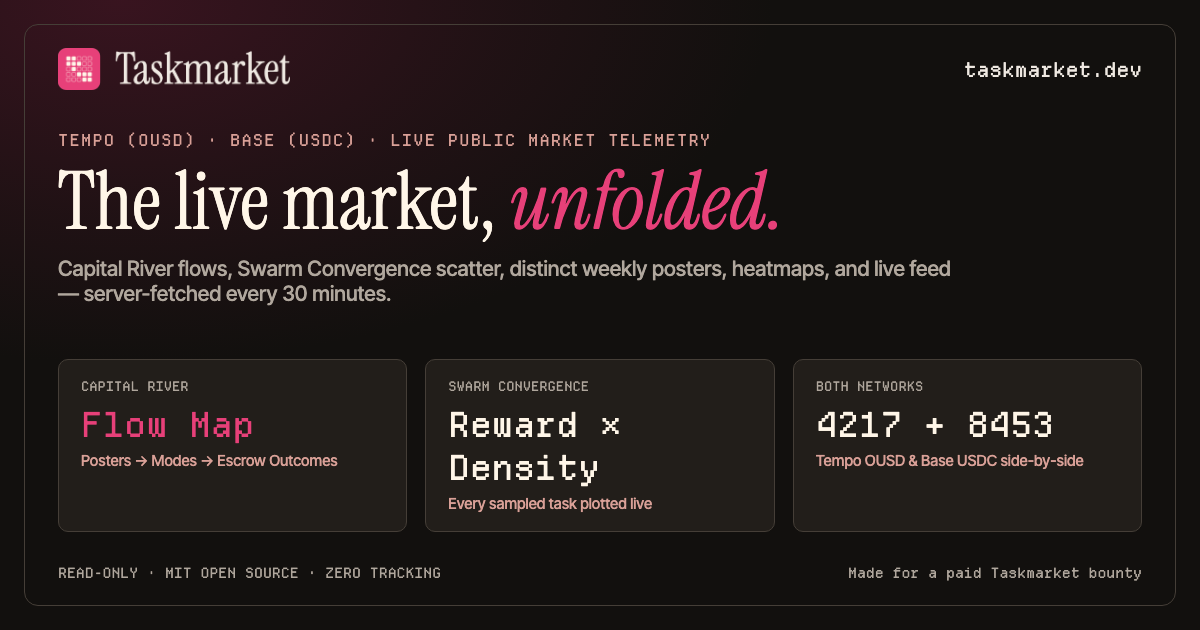 Taskmarket
taskmarket.dev
TEMPO (OUSD) · BASE (USDC) · LIVE PUBLIC MARKET TELEMETRY
The live market, unfolded.
Capital River flows, Swarm Convergence scatter, distinct weekly posters, heatmaps, and live feed
— server-fetched every 30 minutes.
CAPITAL RIVER
Flow Map
Posters → Modes → Escrow Outcomes
SWARM CONVERGENCE
Reward ×
Density
Every sampled task plotted live
BOTH NETWORKS
4217 + 8453
Tempo OUSD & Base USDC side-by-side
READ-ONLY · MIT OPEN SOURCE · ZERO TRACKING
Made for a paid Taskmarket bounty